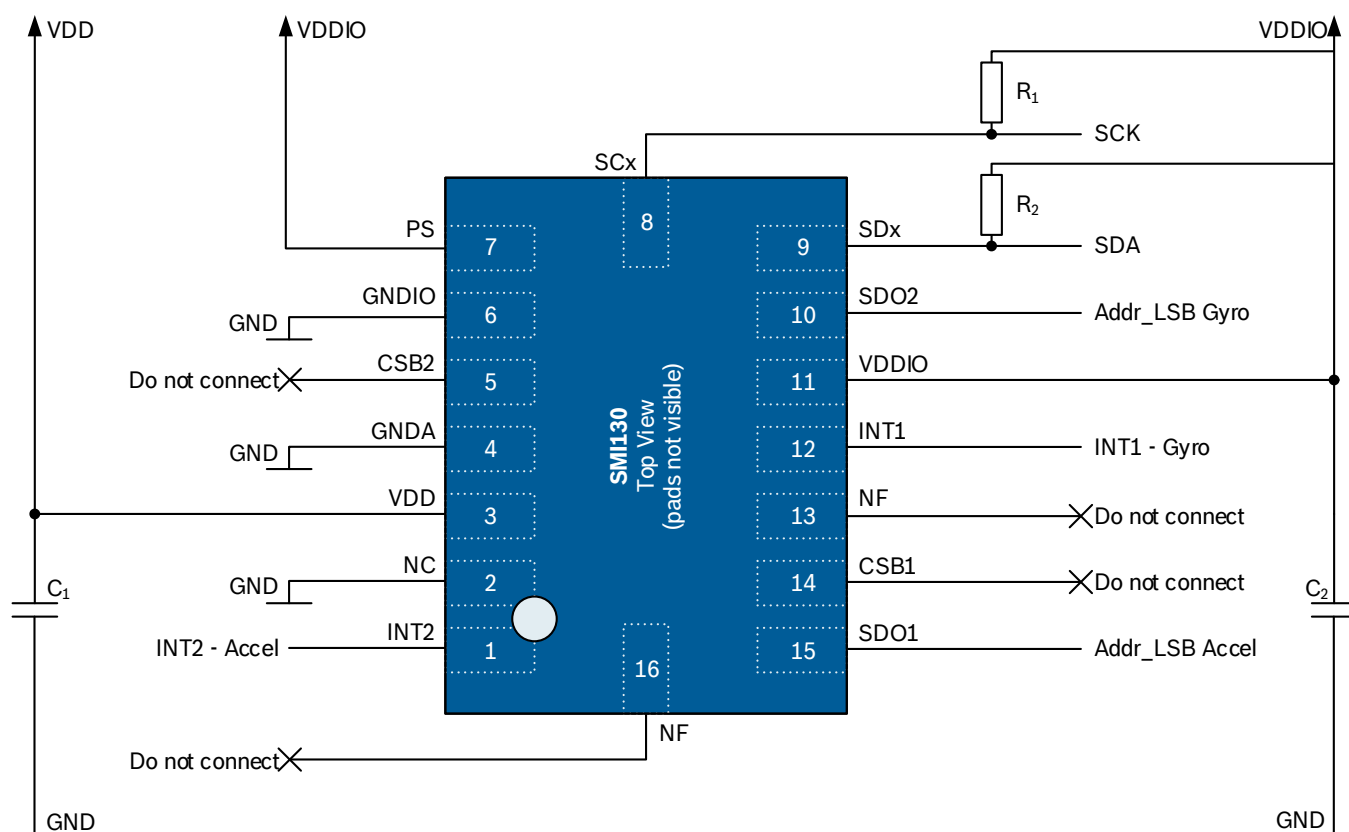 VDD
VDDIO
VDDIO
R₁
SCK
SCx
R₂
PS
7
8
9
SDx
SDA
GNDIO
GND
6
10
SDO2
Addr_LSB Gyro
CSB2
Do not connect
5
11
VDDIO
GNDA
GND
4
12
INT1
INT1 - Gyro
SMI130
Top View
(pads not visible)
VDD
3
13
NF
Do not connect
NC
GND
2
14
CSB1
Do not connect
C₁
C₂
INT2
INT2 - Accel
1
16
15
SDO1
Addr_LSB Accel
NF
Do not connect
GND
GND